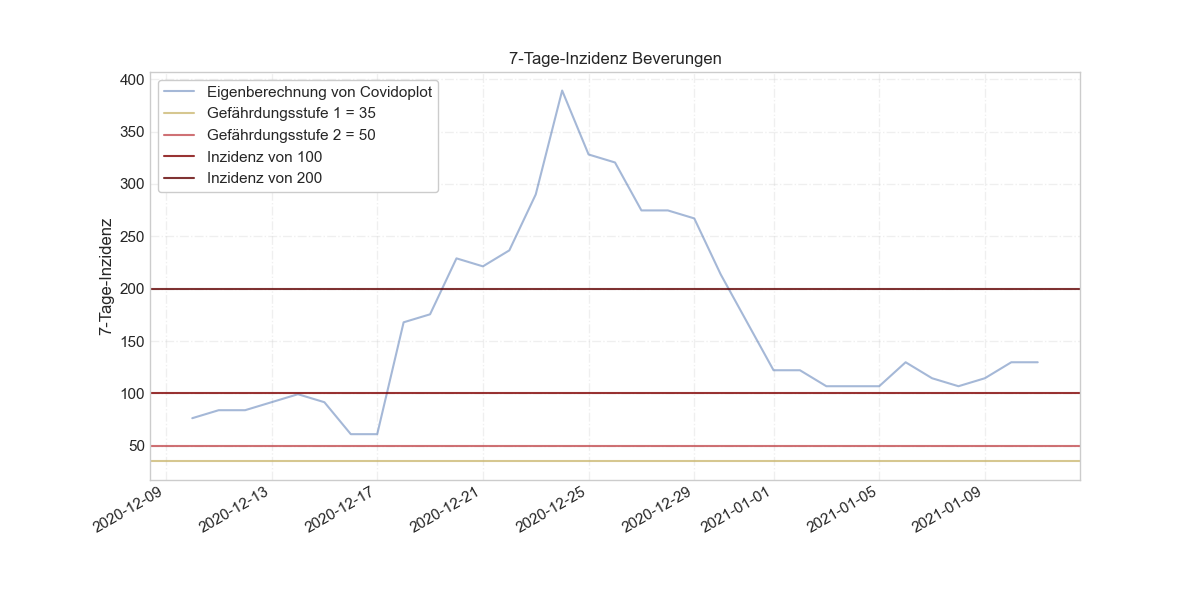 7-Tage-Inzidenz Beverungen
Eigenberechnung von Covidoplot
Gefährdungsstufe 1 = 35
Gefährdungsstufe 2 = 50
Inzidenz von 100
Inzidenz von 200
7-Tage-Inzidenz
400
350
300
250
200
150
100
50
2020-12-09
2020-12-13
2020-12-17
2020-12-21
2020-12-25
2020-12-29
2021-01-01
2021-01-05
2021-01-09